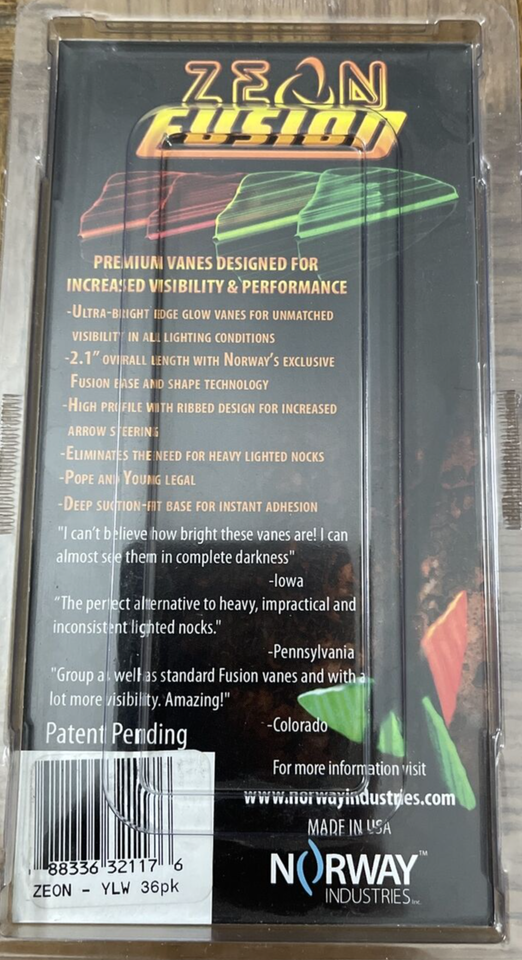 ZEON
FUSION
PREMIUM VANES DESIGNED FOR
INCREASED VISIBILITY & PERFORMANCE
-ULTRA-BRIGHT EDGE GLOW VANES FOR UNMATCHED
VISIBILITY IN ALL LIGHTING CONDITIONS
-2.1" OVERALL LENGTH WITH NORWAY'S EXCLUSIVE
FUSION BASE AND SHAPE TECHNOLOGY
-HIGH PROFILE WITH RIBBED DESIGN FOR INCREASED
ARROW STEERING
-ELIMINATES THE NEED FOR HEAVY LIGHTED NOCKS
-POPE AND YOUNG LEGAL
-DEEP SUCTION-FIT BASE FOR INSTANT ADHESION
"I can't believe how bright these vanes are! I can
almost see them in complete darkness"
-Iowa
"The perfect alternative to heavy, impractical and
inconsistent lighted nocks."
-Pennsylvania
"Group as well as standard Fusion vanes and with a
lot more visibility. Amazing!"
-Colorado
Patent Pending
For more information visit
www.norwayindustries.com
MADE IN USA
NORWAY™
INDUSTRIES Inc.
88336 32117 6
ZEON - YLW 36pk